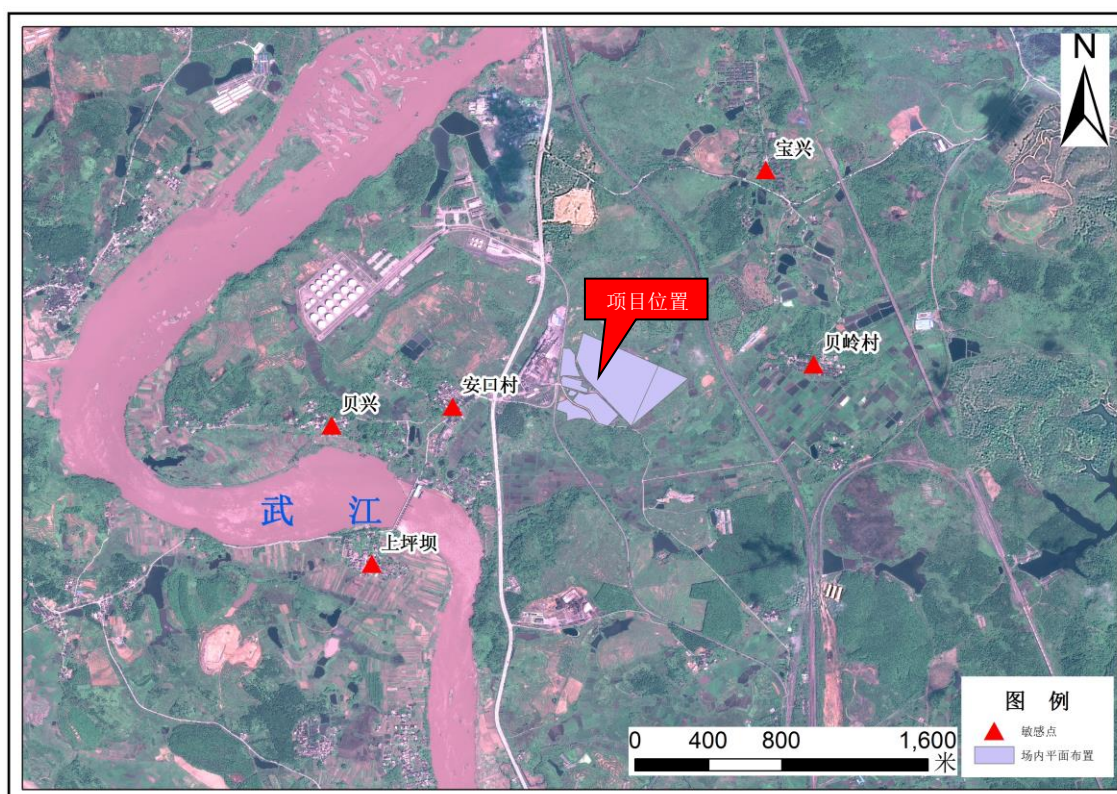 N
宝兴
项目位置
贝岭村
安口村
贝兴
武 江
上坪坝
图 例
敏感点
场内平面布置
0 400 800 1,600
米